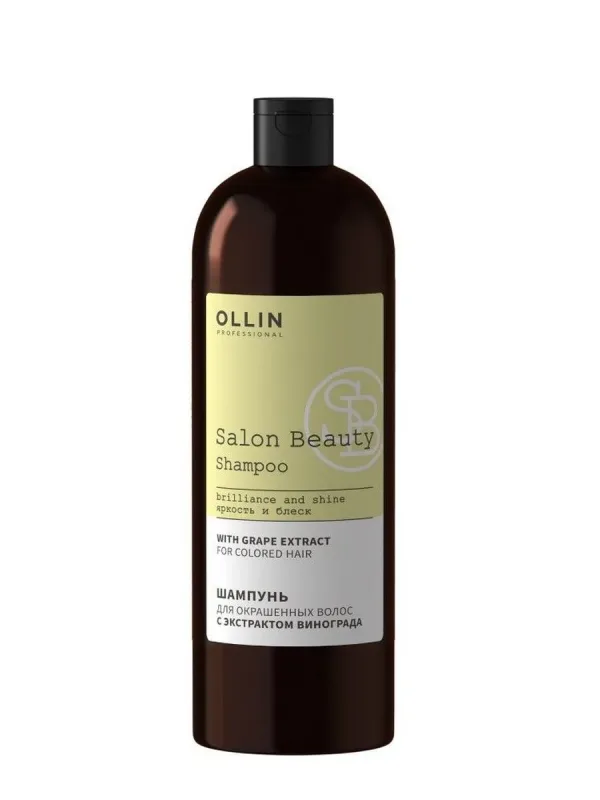 OLLIN
PROFESSIONAL
SB
Salon Beauty
Shampoo
brilliance and shine
яркость и блеск
WITH GRAPE EXTRACT
FOR COLORED HAIR
ШАМПУНЬ
ДЛЯ ОКРАШЕННЫХ ВОЛОС
С ЭКСТРАКТОМ ВИНОГРАДА